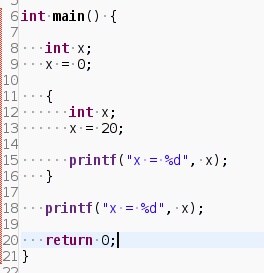 6 int main() {
7
8 int x;
9 x = 0;
10
11 {
12 int x;
13 x = 20;
14
15 printf("x = %d", x);
16 }
17
18 printf("x = %d", x);
19
20 return 0;
21 }